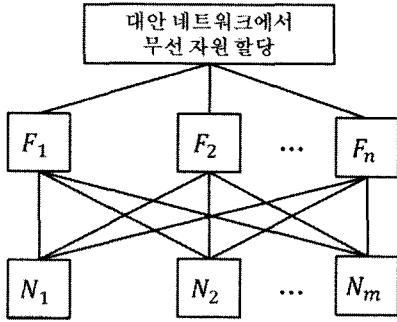 대안 네트워크에서
무선 자원 할당
F₁ F₂ ... Fₙ
N₁ N₂ ... Nₘ